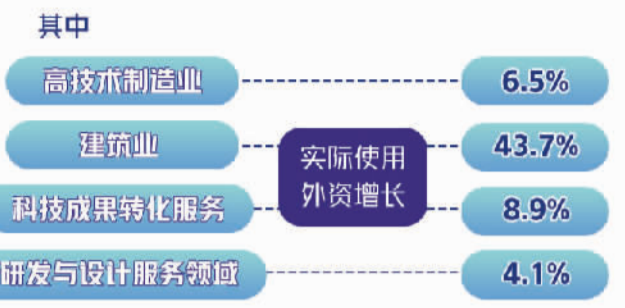 其中
高技术制造业 6.5%
建筑业 43.7%
实际使用
外资增长
科技成果转化服务 8.9%
研发与设计服务领域 4.1%